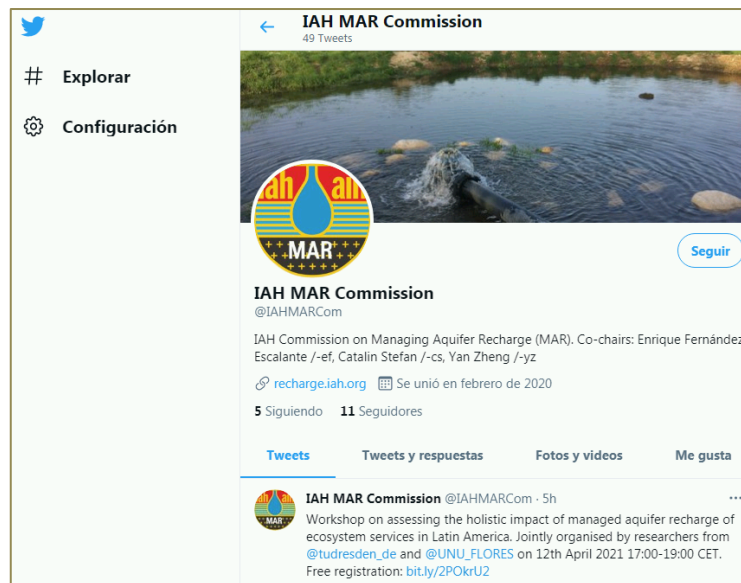 IAH MAR Commission
49 Tweets
Explorar
Configuración
iah
MAR
Seguir
IAH MAR Commission
@IAHMARCom
IAH Commission on Managing Aquifer Recharge (MAR). Co-chairs: Enrique Fernández
Escalante /-ef, Catalin Stefan /-cs, Yan Zheng /-yz
recharge.iah.org Se unió en febrero de 2020
5 Siguiendo 11 Seguidores
Tweets Tweets y respuestas Fotos y videos Me gusta
IAH MAR Commission @IAHMARCom · 5h
MAR
Workshop on assessing the holistic impact of managed aquifer recharge of
ecosystem services in Latin America. Jointly organised by researchers from
@tudresden_de and @UNU_FLORES on 12th April 2021 17:00-19:00 CET.
Free registration: bit.ly/2POkrU2